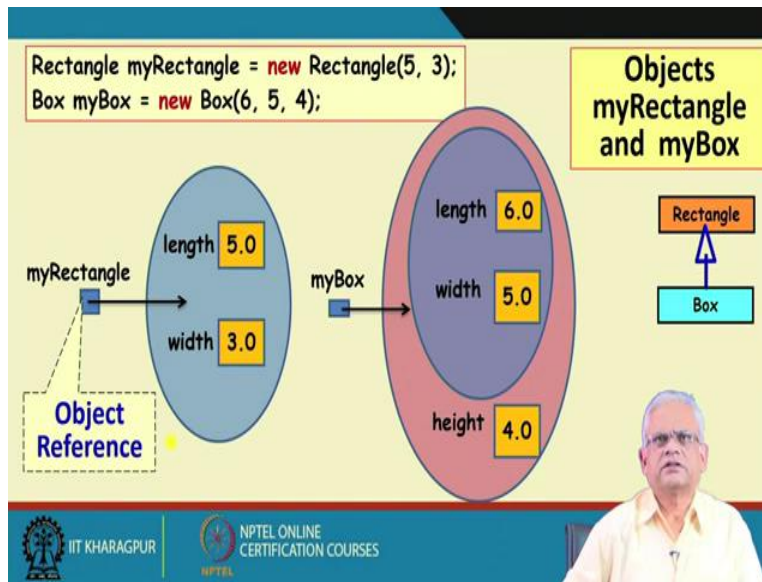 Rectangle myRectangle = new Rectangle(5, 3);
Box myBox = new Box(6, 5, 4);
Objects
myRectangle
and myBox
myRectangle
length 5.0
width 3.0
Object
Reference
myBox
length 6.0
width 5.0
height 4.0
Rectangle
Box
IIT KHARAGPUR
NPTEL
NPTEL ONLINE
CERTIFICATION COURSES